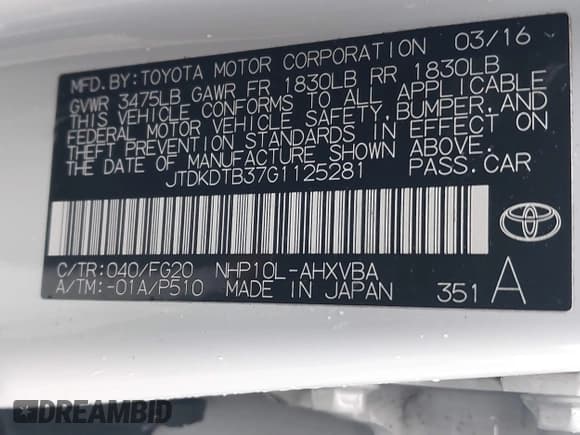 MFD. BY: TOYOTA MOTOR CORPORATION 03/16
GVWR 3475LB GAWR FR 1830LB RR 1830LB
THIS VEHICLE CONFORMS TO ALL APPLICABLE
FEDERAL MOTOR VEHICLE SAFETY, BUMPER, AND
THEFT PREVENTION STANDARDS IN EFFECT ON
THE DATE OF MANUFACTURE SHOWN ABOVE.
JTDKDTB37G1125281 PASS. CAR
C/TR: 040/FG20 NHP10L-AHXVBA
A/TM: -01A/P510 MADE IN JAPAN 351 A
DREAMBID